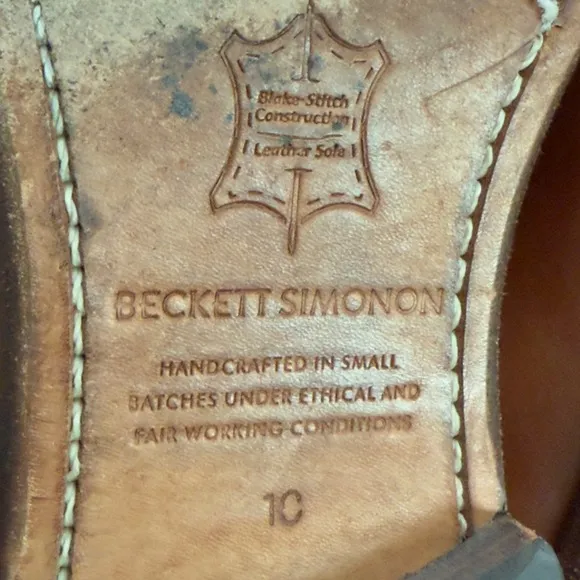 Blake-Stitch
Construction
Leather Sole
BECKETT SIMONON
HANDCRAFTED IN SMALL
BATCHES UNDER ETHICAL AND
FAIR WORKING CONDITIONS
10